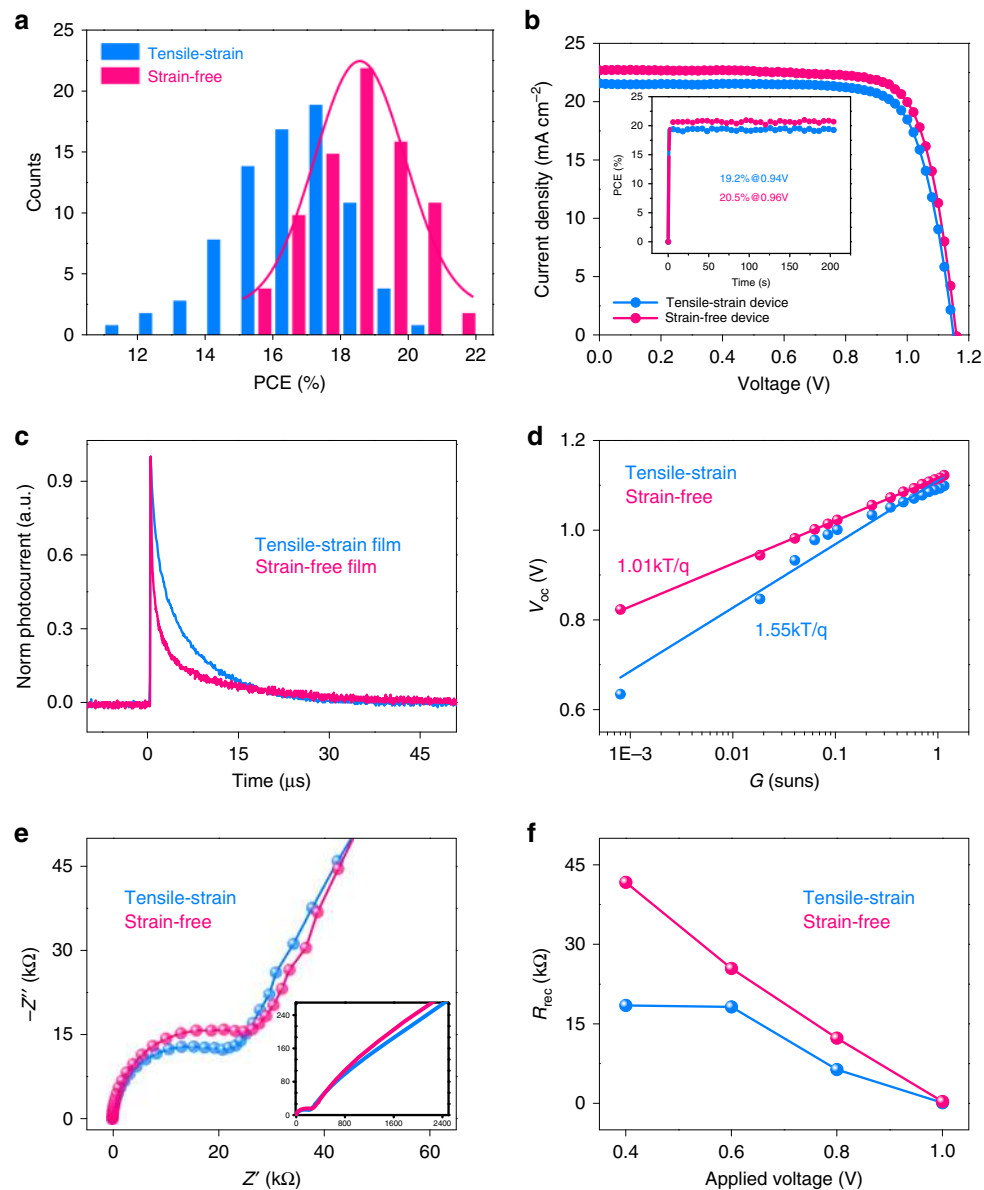 a
25
20
15
10
5
0
Counts
Tensile-strain
Strain-free
12 14 16 18 20 22
PCE (%)
b
25
20
15
10
5
0
Current density (mA cm⁻²)
25
20
15
10
5
0
PCE (%)
19.2%@0.94V
20.5%@0.96V
0 50 100 150 200
Time (s)
Tensile-strain device
Strain-free device
0.0 0.2 0.4 0.6 0.8 1.0 1.2
Voltage (V)
c
0.9
0.6
0.3
0.0
Norm photocurrent (a.u.)
Tensile-strain film
Strain-free film
0 15 30 45
Time (μs)
d
1.2
1.0
0.8
0.6
Voc (V)
Tensile-strain
Strain-free
1.01kT/q
1.55kT/q
1E–3 0.01 0.1 1
G (suns)
e
45
30
15
0
–Z′′ (kΩ)
Tensile-strain
Strain-free
240
160
80
0
0 800 1600 2400
0 20 40 60
Z′ (kΩ)
f
45
30
15
0
Rrec (kΩ)
Tensile-strain
Strain-free
0.4 0.6 0.8 1.0
Applied voltage (V)